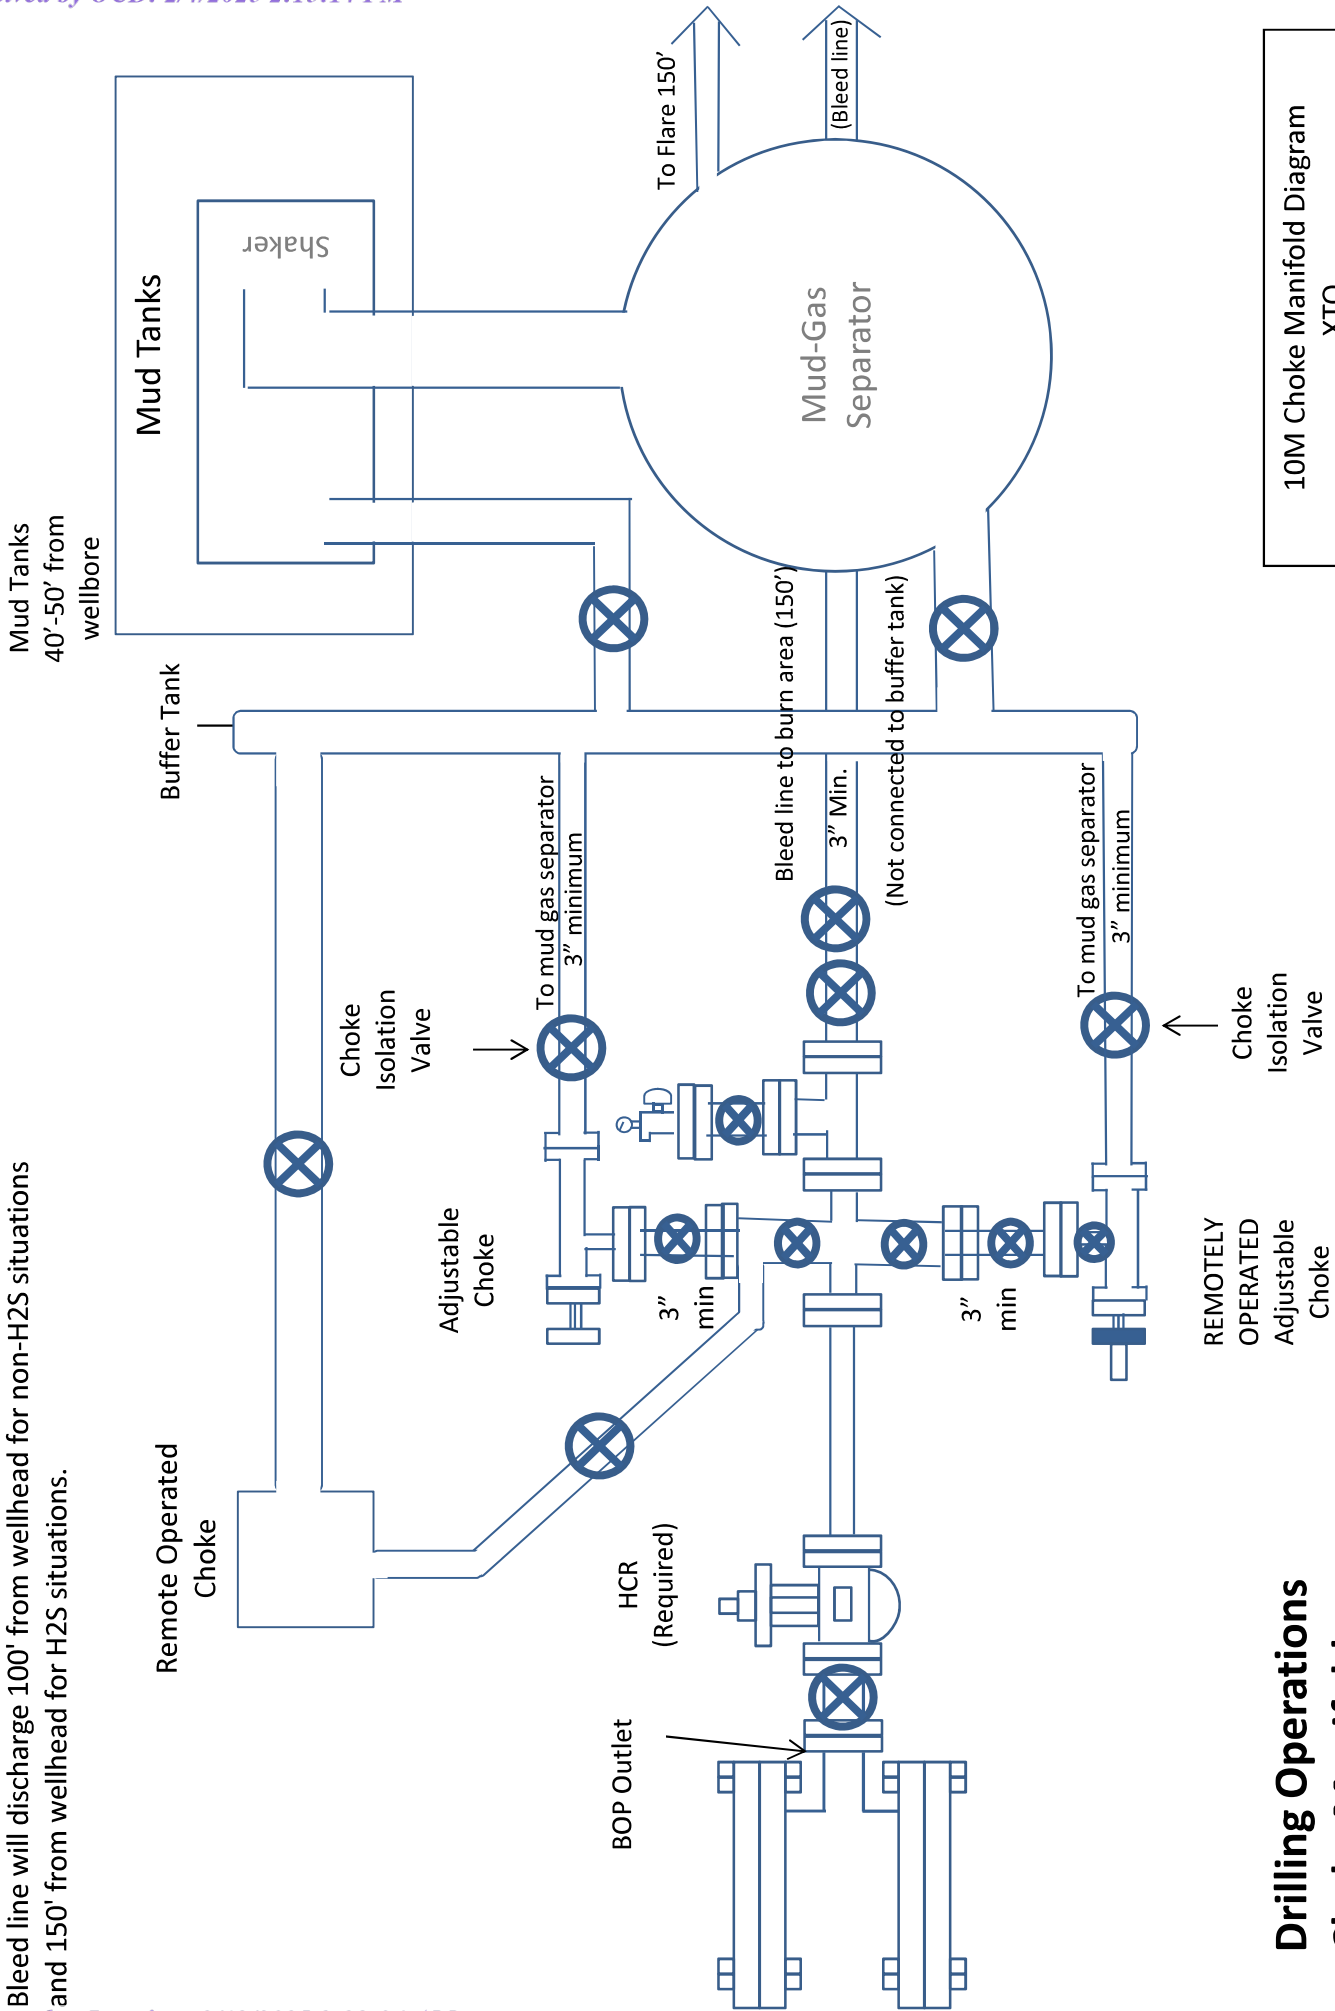 Bleed line will discharge 100' from wellhead for non-H2S situations
and 150' from wellhead for H2S situations.
Mud Tanks
40’-50’ from
wellbore
Mud Tanks
Shaker
Buffer Tank
Remote Operated
Choke
Choke
Isolation
Valve
Adjustable
Choke
To mud gas separator
3” minimum
To Flare 150’
(Bleed line)
Mud-Gas
Separator
HCR
(Required)
BOP Outlet
3”
min
Bleed line to burn area (150’)
3” Min.
(Not connected to buffer tank)
3”
min
To mud gas separator
3” minimum
REMOTELY
OPERATED
Adjustable
Choke
Choke
Isolation
Valve
Drilling Operations
10M Choke Manifold Diagram
XTO